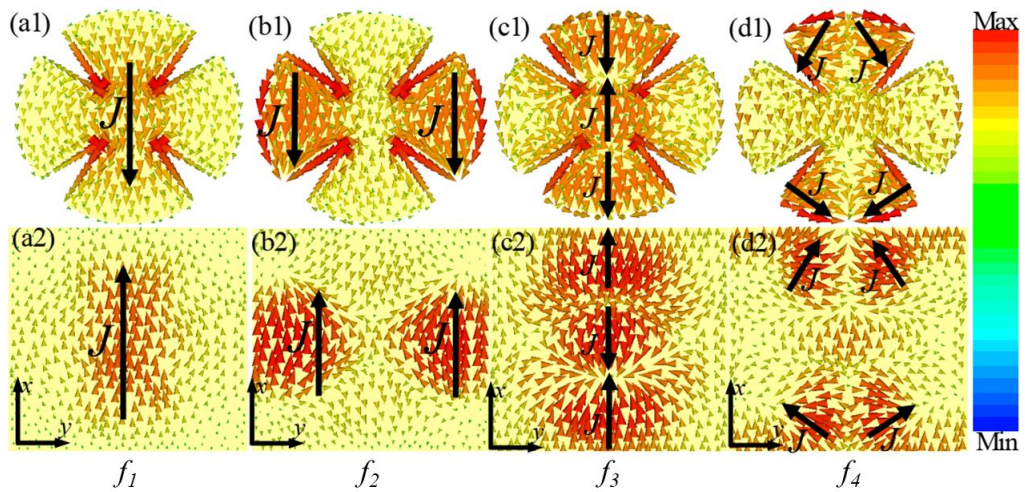 (a1) (b1) (c1) (d1) Max
J J J J J J J J
J J
(a2) (b2) (c2) (d2)
J J J J J J J J
J J
x x x x
y y y y Min
f1 f2 f3 f4